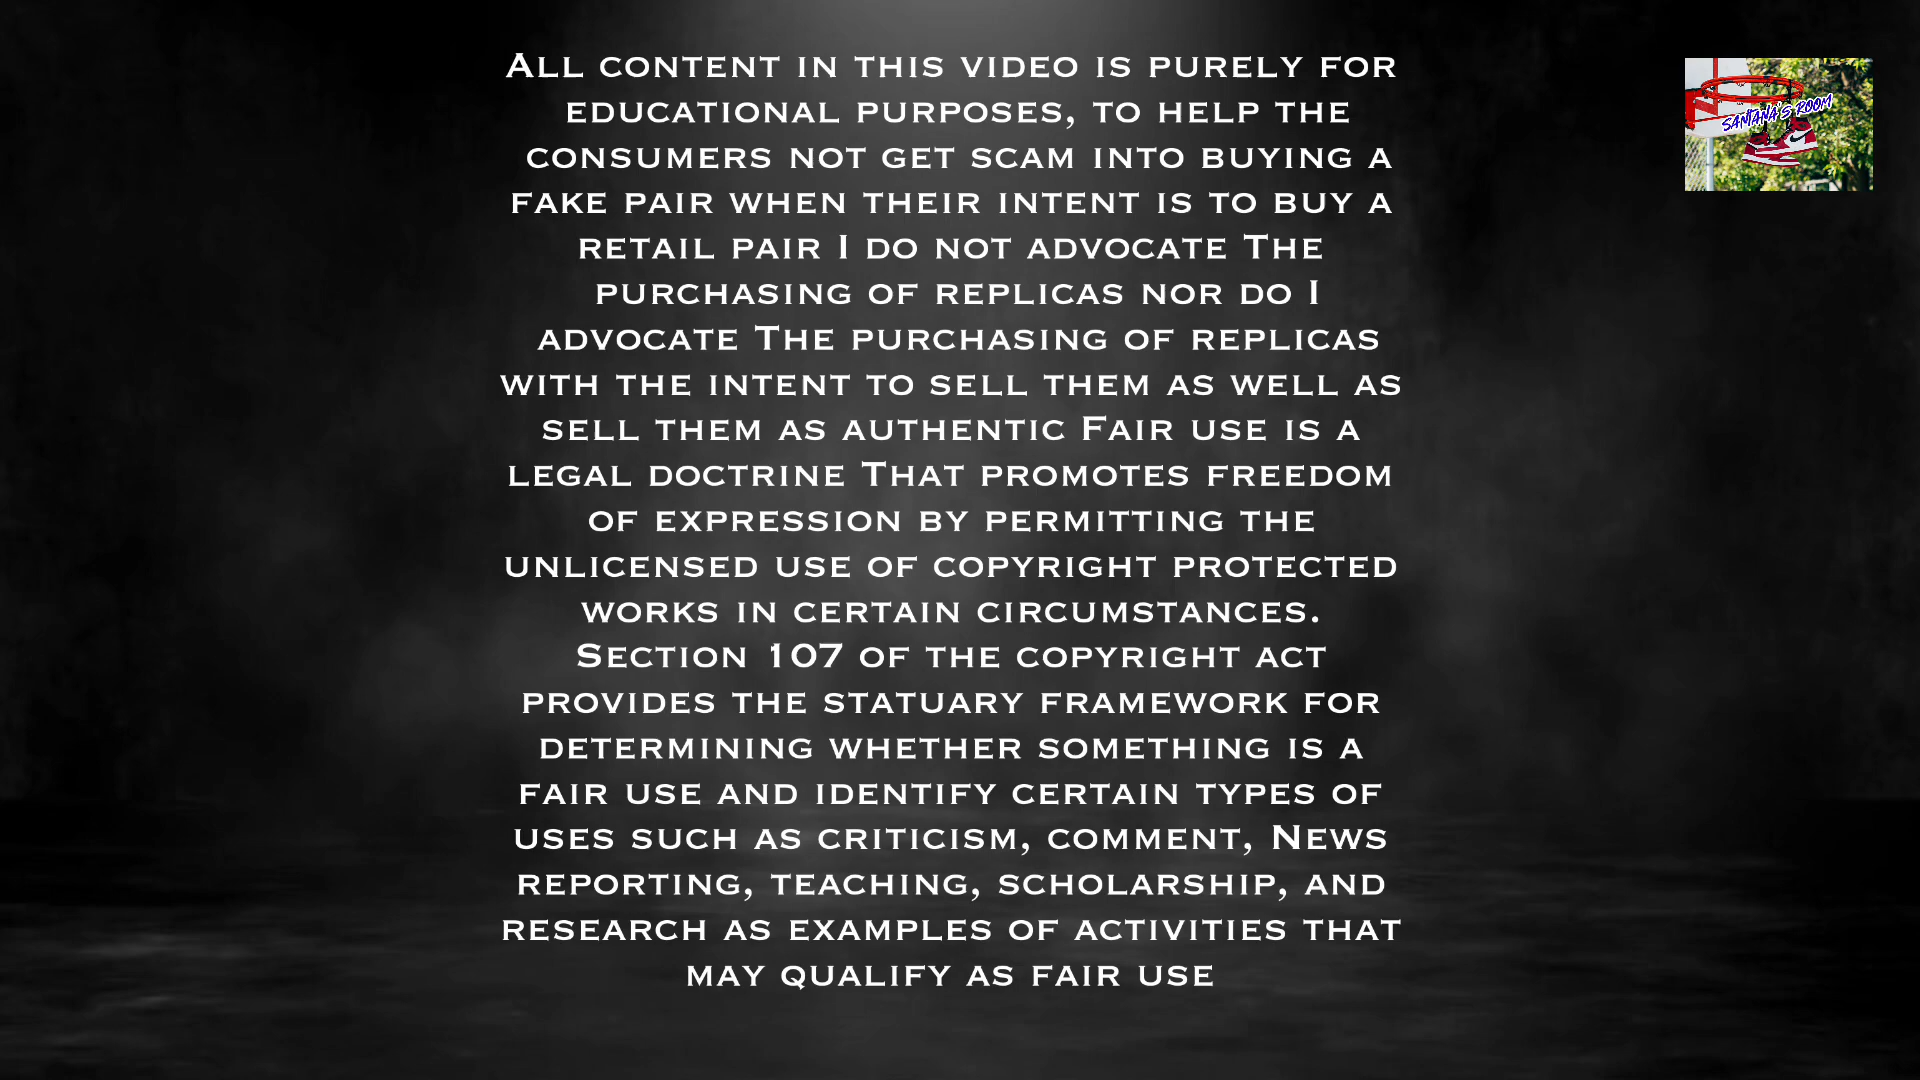 All content in this video is purely for
educational purposes, to help the
consumers not get scam into buying a
fake pair when their intent is to buy a
retail pair I do not advocate The
purchasing of replicas nor do I
advocate The purchasing of replicas
with the intent to sell them as well as
sell them as authentic Fair use is a
legal doctrine That promotes freedom
of expression by permitting the
unlicensed use of copyright protected
works in certain circumstances.
Section 107 of the copyright act
provides the statuary framework for
determining whether something is a
fair use and identify certain types of
uses such as criticism, comment, News
reporting, teaching, scholarship, and
research as examples of activities that
may qualify as fair use
SANTANA'S ROOM